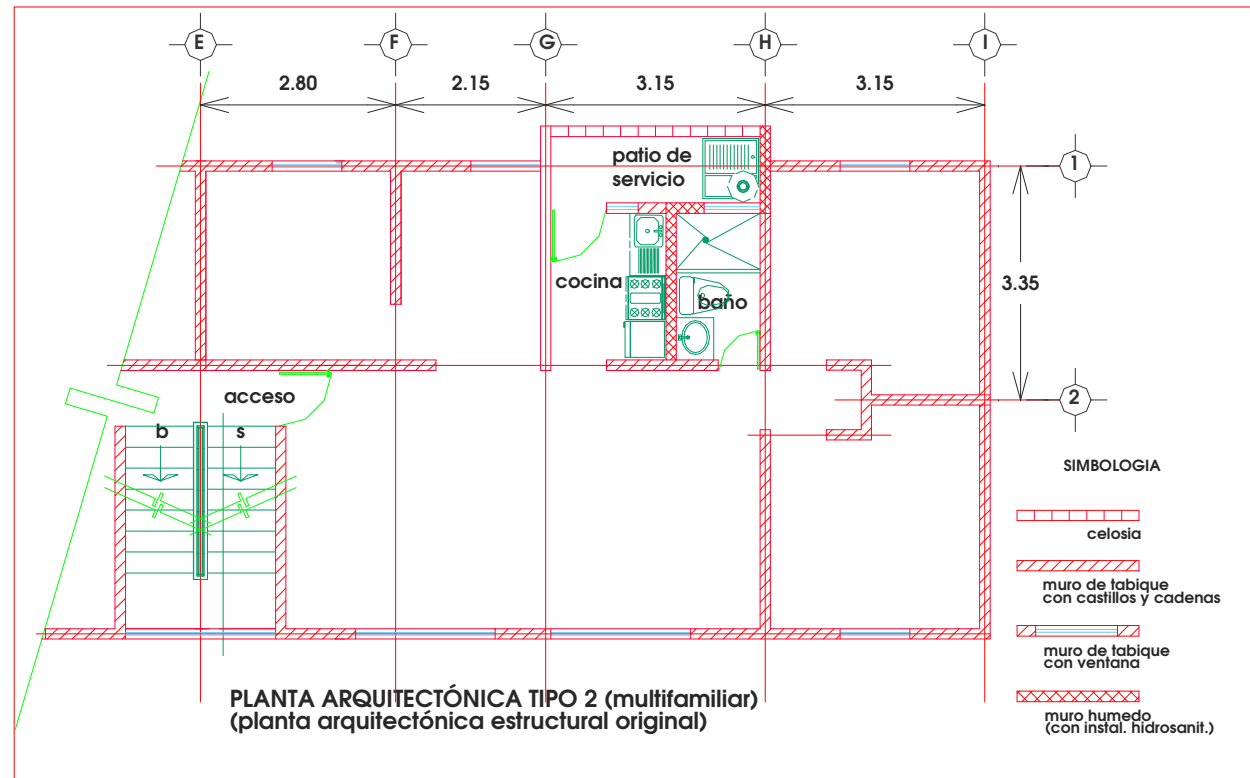 E
F
G
H
I
2.80
2.15
3.15
3.15
patio de
servicio
1
cocina
baño
3.35
acceso
2
b
s
SIMBOLOGIA
celosia
muro de tabique
con castillos y cadenas
muro de tabique
con ventana
muro humedo
(con instal. hidrosanit.)
PLANTA ARQUITECTÓNICA TIPO 2 (multifamiliar)
(planta arquitectónica estructural original)